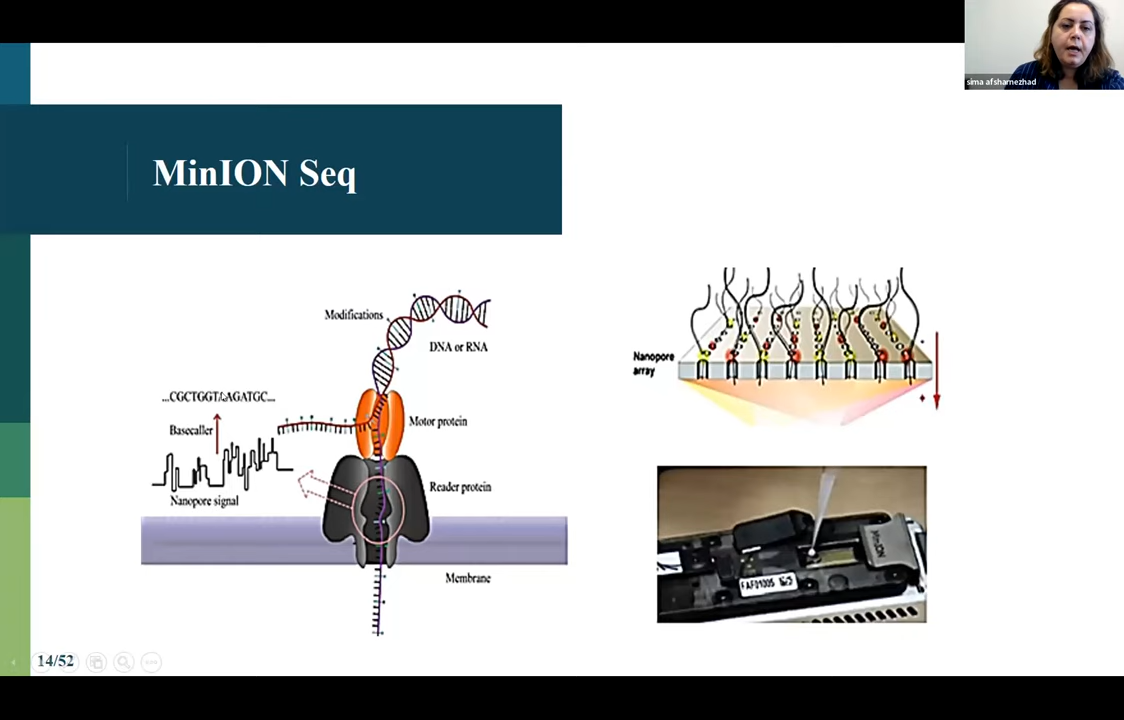 sima afsharnezhad
MinION Seq
Modifications
DNA or RNA
...CGCTGGT
AGATGC...
Motor protein
Basecaller
Reader protein
Nanopore signal
Membrane
Nanopore
array
MinION
14/52